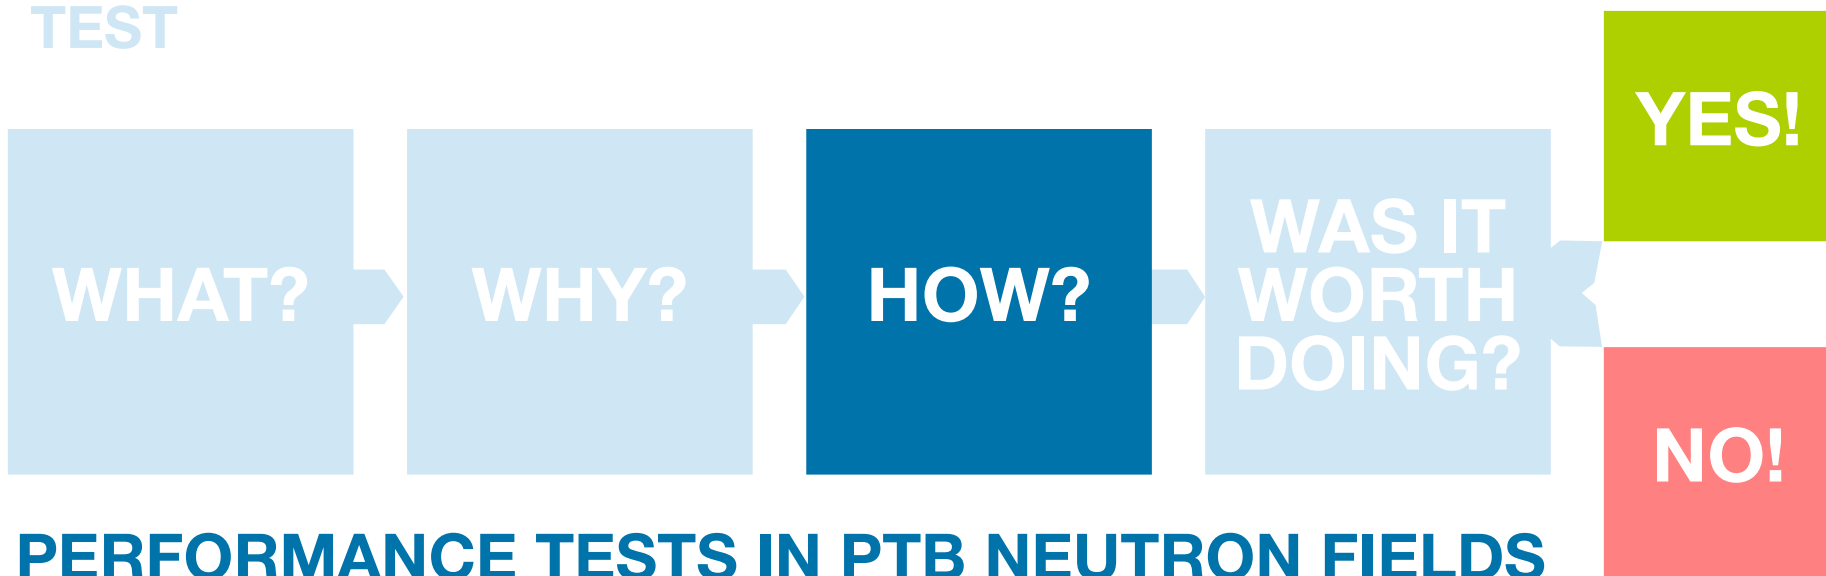 TEST
WHAT?
WHY?
HOW?
WAS IT
WORTH
DOING?
YES!
NO!
PERFORMANCE TESTS IN PTB NEUTRON FIELDS